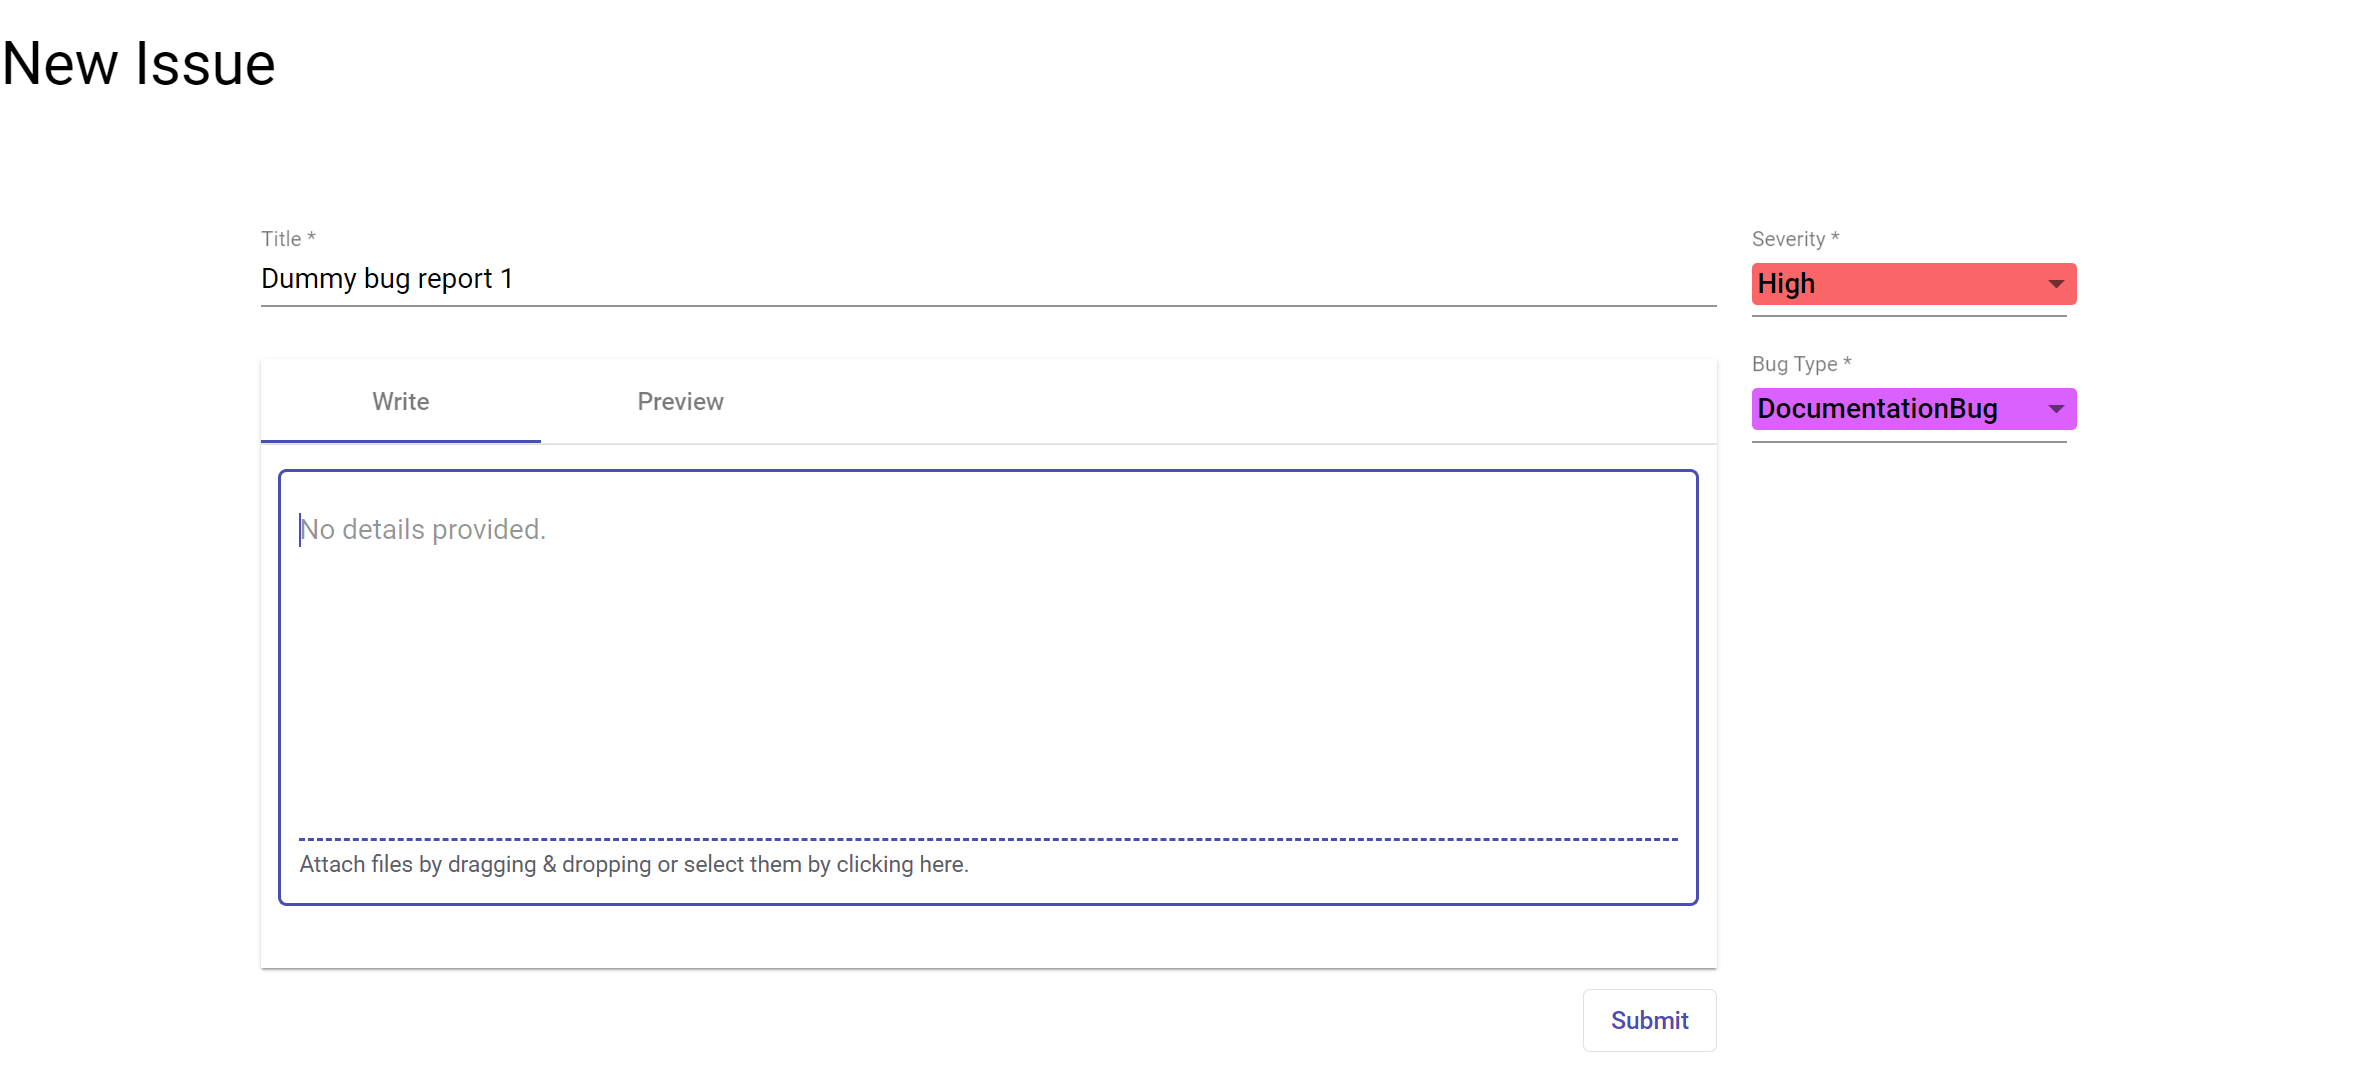 New Issue
Title *
Dummy bug report 1
Severity *
High
Bug Type *
DocumentationBug
Write
Preview
No details provided.
Attach files by dragging & dropping or select them by clicking here.
Submit